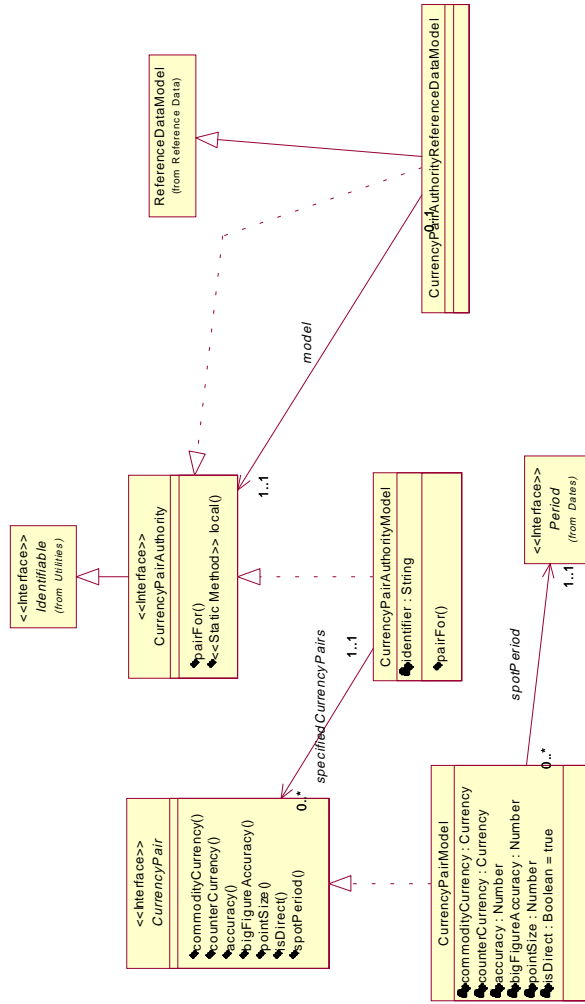 <<Interface>>
Identifiable
(from Utilities)
ReferenceDataModel
(from Reference Data)
<<Interface>>
CurrencyPair
commodityCurrency()
counterCurrency()
accuracy()
bigFigureAccuracy()
pointSize()
isDirect()
spotPeriod()
<<Interface>>
CurrencyPairAuthority
pairFor()
<<Static Method>> local()
1..1
model
0..1
CurrencyPairAuthorityReferenceDataModel
0..*
specifiedCurrencyPairs
1..1
CurrencyPairAuthorityModel
identifier : String
pairFor()
CurrencyPairModel
commodityCurrency : Currency
counterCurrency : Currency
accuracy : Number
bigFigureAccuracy : Number
pointSize : Number
isDirect : Boolean = true
0..*
spotPeriod
1..1
<<Interface>>
Period
(from Dates)